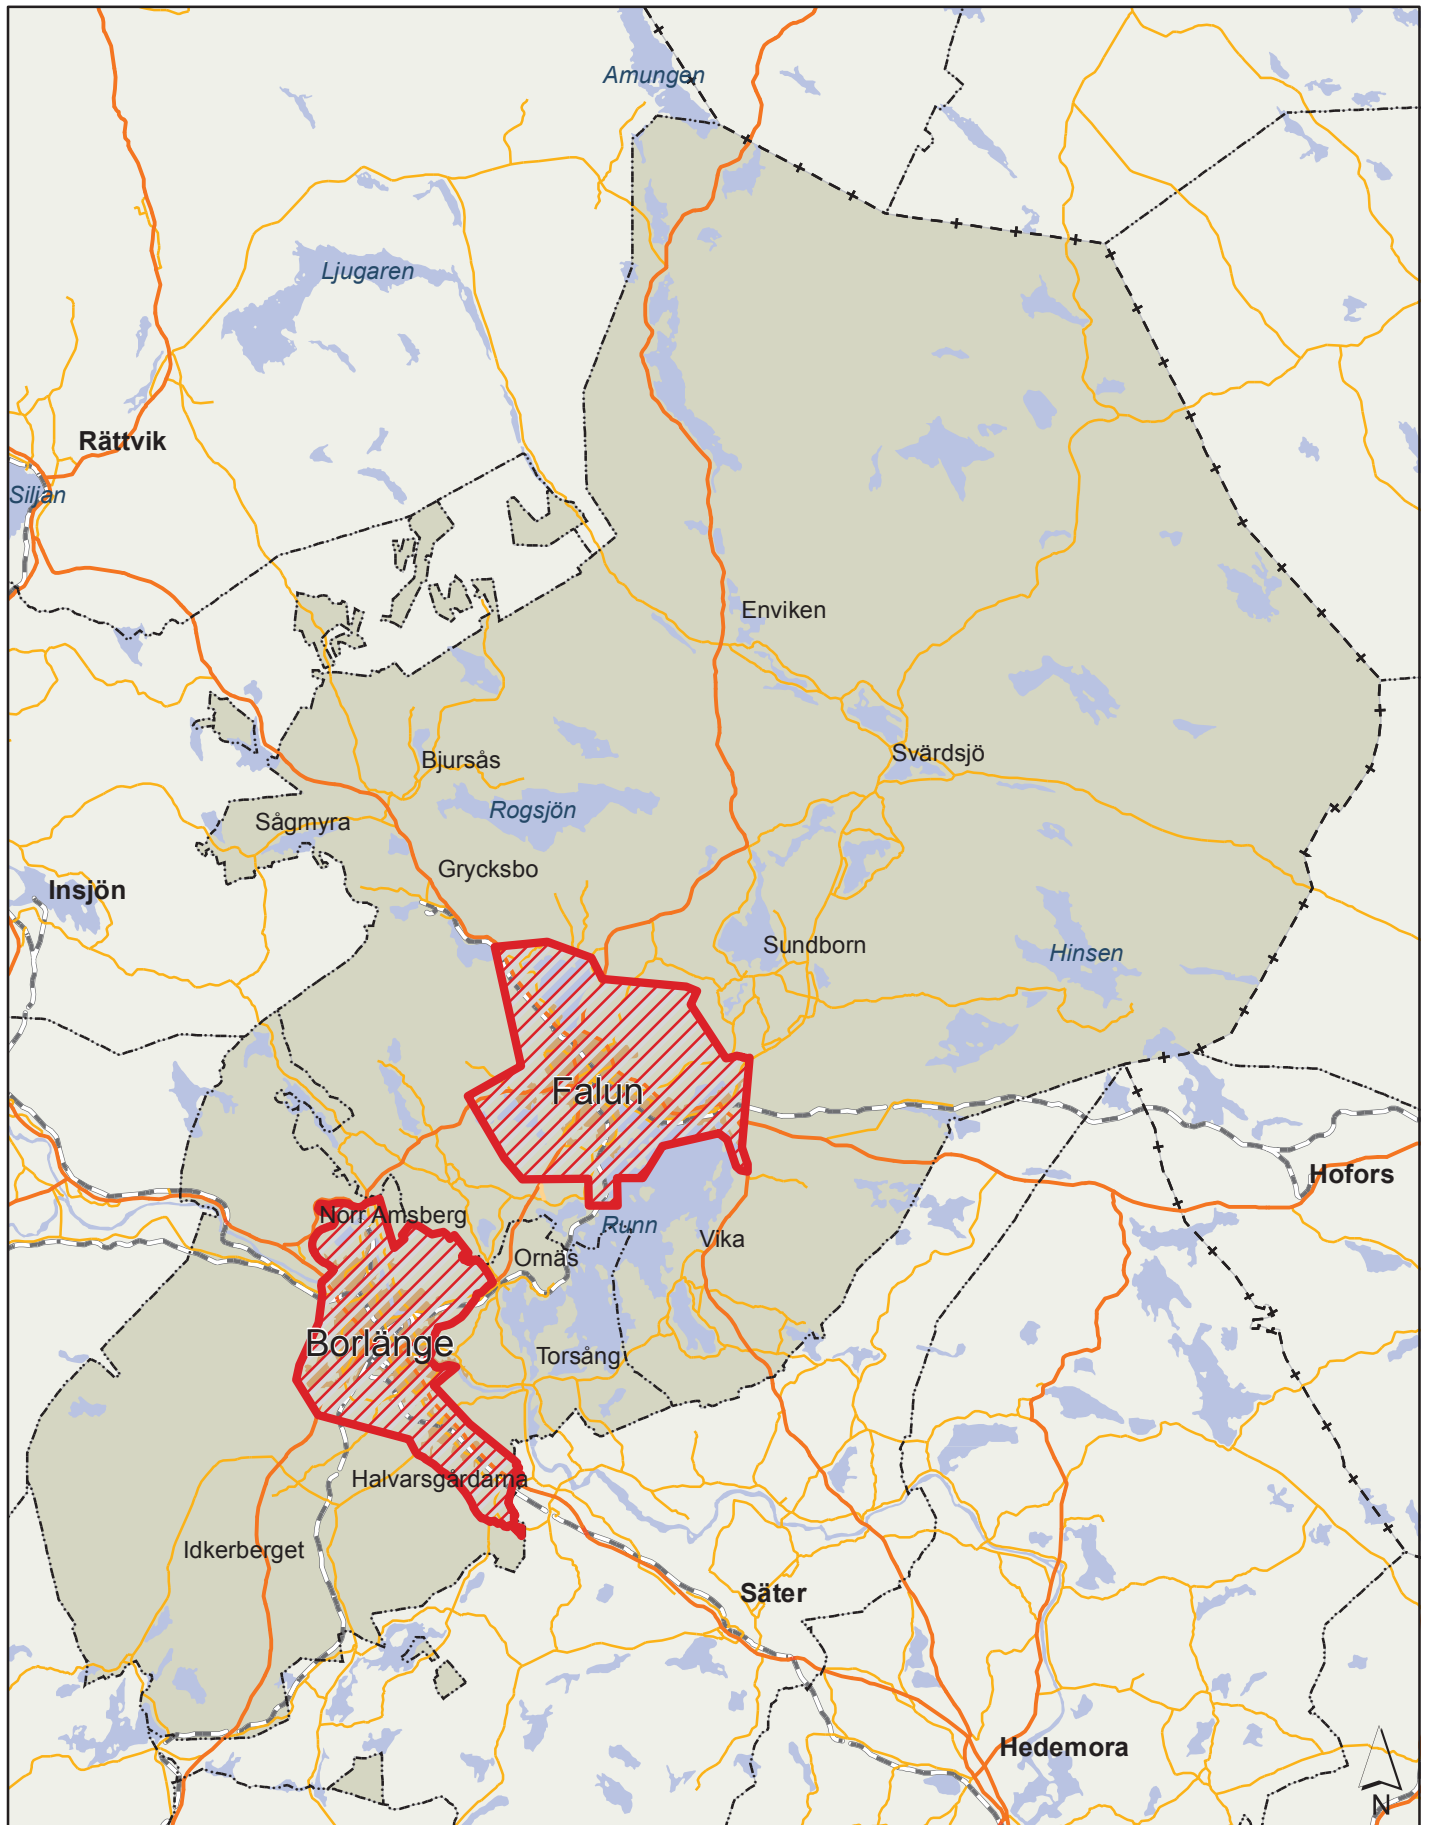 Amungen
Ljugaren
Rättvik
Siljan
Enviken
Svärdsjö
Bjursås
Rogsjön
Sågmyra
Grycksbo
Insjön
Sundborn
Hinsen
Falun
Hofors
Norr Amsberg
Runn
Vika
Ornäs
Borlänge
Torsång
Halvarsgårdarna
Idkerberget
Säter
Hedemora
N